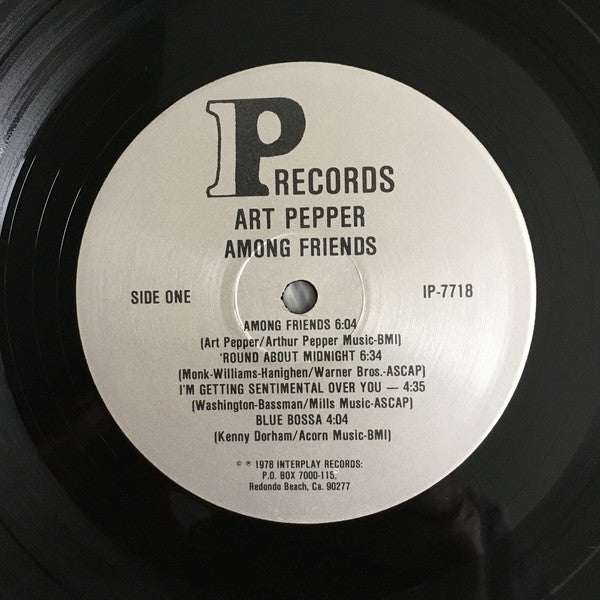 P RECORDS
ART PEPPER
AMONG FRIENDS
SIDE ONE IP-7718
AMONG FRIENDS 6:04
(Art Pepper/Arthur Pepper Music-BMI)
'ROUND ABOUT MIDNIGHT 6:34
(Monk-Williams-Hanighen/Warner Bros.-ASCAP)
I'M GETTING SENTIMENTAL OVER YOU — 4:35
(Washington-Bassman/Mills Music-ASCAP)
BLUE BOSSA 4:04
(Kenny Dorham/Acorn Music-BMI)
© ℗ 1978 INTERPLAY RECORDS:
P.O. BOX 7000-115,
Redondo Beach, Ca. 90277